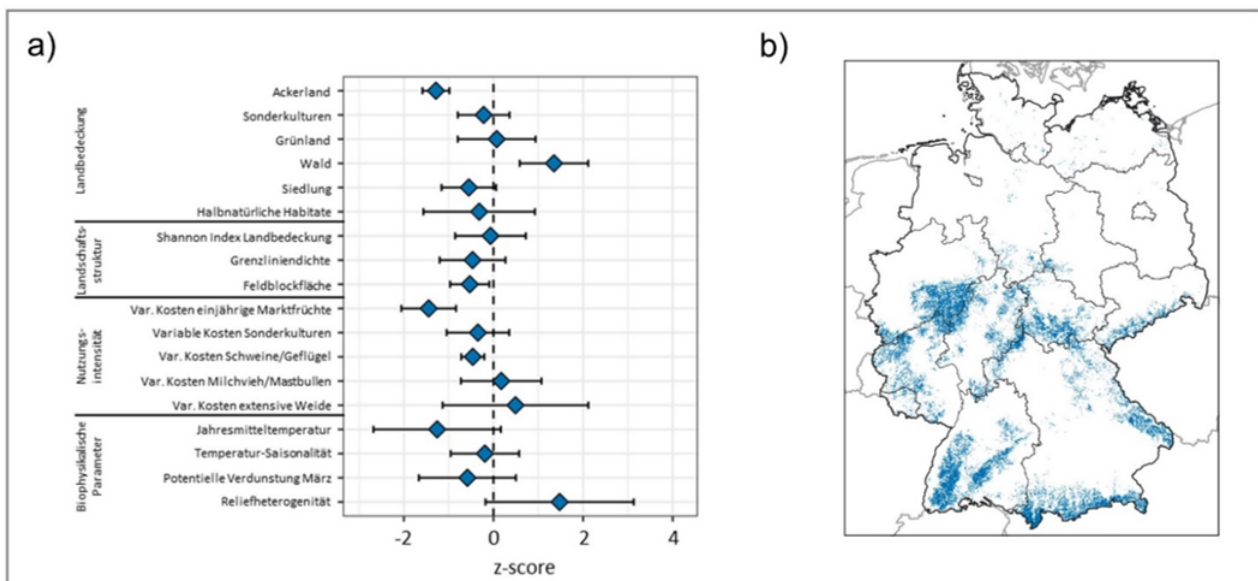 a)
b)
Landbedeckung
Ackerland
Sonderkulturen
Grünland
Wald
Siedlung
Halbnatürliche Habitate
Landschafts-
struktur
Shannon Index Landbedeckung
Grenzliniendichte
Feldblockfläche
Nutzungs-
intensität
Var. Kosten einjährige Marktfrüchte
Variable Kosten Sonderkulturen
Var. Kosten Schweine/Geflügel
Var. Kosten Milchvieh/Mastbullen
Var. Kosten extensive Weide
Biophysikalische
Parameter
Jahresmitteltemperatur
Temperatur-Saisonalität
Potentielle Verdunstung März
Reliefheterogenität
-2 0 2 4
z-score